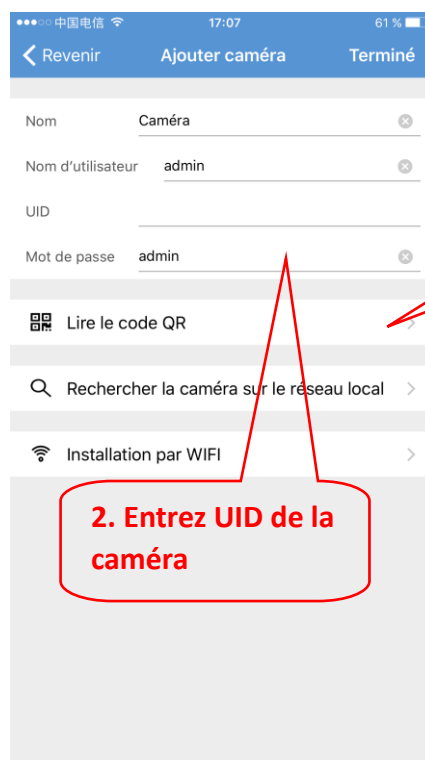 中国电信 17:07 61 %
Revenir Ajouter caméra Terminé
Nom Caméra
Nom d'utilisateur admin
UID
Mot de passe admin
Lire le code QR
Rechercher la caméra sur le réseau local
Installation par WIFI
2. Entrez UID de la
caméra